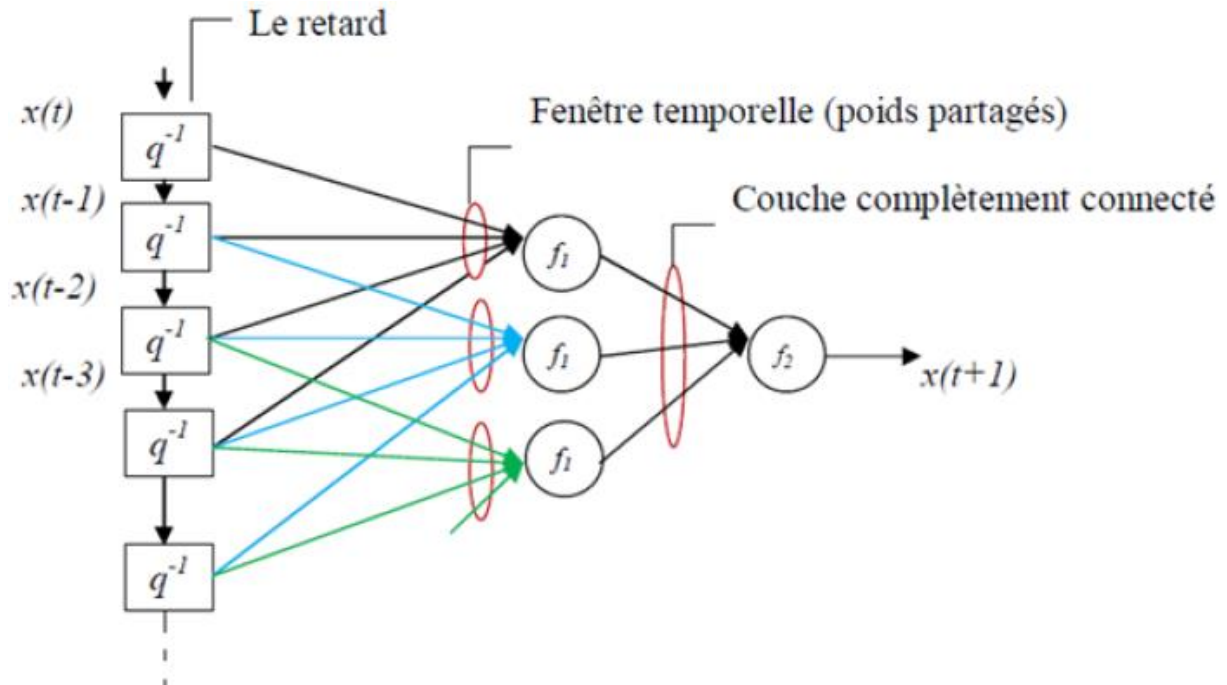 Le retard
x(t)
Fenêtre temporelle (poids partagés)
q⁻¹
x(t-1)
Couche complètement connecté
q⁻¹
f₁
x(t-2)
q⁻¹
f₁
f₂
x(t-3)
x(t+1)
q⁻¹
f₁
q⁻¹